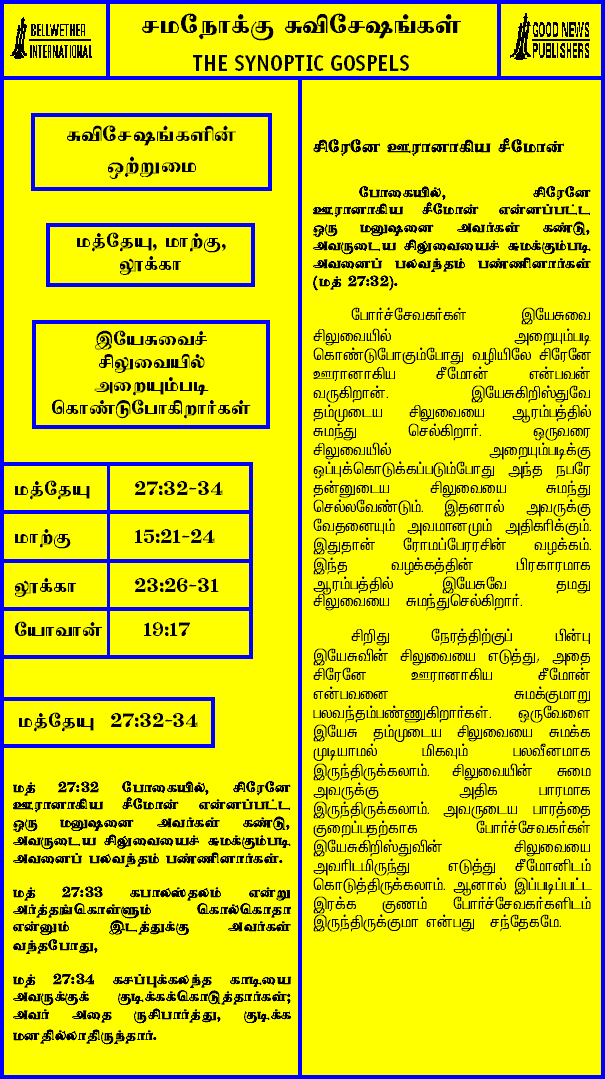 BELLWETHER
INTERNATIONAL
சமநோக்கு சுவிசேஷங்கள்
THE SYNOPTIC GOSPELS
GOOD NEWS
PUBLISHERS
சுவிசேஷங்களின்
ஒற்றுமை
மத்தேயு, மாற்கு,
லூக்கா
இயேசுவைச்
சிலுவையில்
அறையும்படி
கொண்டுபோகிறார்கள்
மத்தேயு 27:32-34
மாற்கு 15:21-24
லூக்கா 23:26-31
யோவான் 19:17
மத்தேயு 27:32-34
மத் 27:32 போகையில், சிரேனே
ஊரானாகிய சீமோன் என்னப்பட்ட
ஒரு மனுஷனை அவர்கள் கண்டு,
அவருடைய சிலுவையைச் சுமக்கும்படி
அவனைப் பலவந்தம் பண்ணினார்கள்.
மத் 27:33 கபாலஸ்தலம் என்று
அர்த்தங்கொள்ளும் கொல்கொதா
என்னும் இடத்துக்கு அவர்கள்
வந்தபோது,
மத் 27:34 கசப்புக்கலந்த காடியை
அவருக்குக் குடிக்கக்கொடுத்தார்கள்;
அவர் அதை ருசிபார்த்து, குடிக்க
மனதில்லாதிருந்தார்.
சிரேனே ஊரானாகிய சீமோன்
போகையில், சிரேனே
ஊரானாகிய சீமோன் என்னப்பட்ட
ஒரு மனுஷனை அவர்கள் கண்டு,
அவருடைய சிலுவையைச் சுமக்கும்படி
அவனைப் பலவந்தம் பண்ணினார்கள்
(மத் 27:32).
போர்ச்சேவகர்கள் இயேசுவை
சிலுவையில் அறையும்படி
கொண்டுபோகும்போது வழியிலே சிரேனே
ஊரானாகிய சீமோன் என்பவன்
வருகிறான். இயேசுகிறிஸ்துவே
தம்முடைய சிலுவையை ஆரம்பத்தில்
சுமந்து செல்கிறார். ஒருவரை
சிலுவையில் அறையும்படிக்கு
ஒப்புக்கொடுக்கப்படும்போது அந்த நபரே
தன்னுடைய சிலுவையை சுமந்து
செல்லவேண்டும். இதனால் அவருக்கு
வேதனையும் அவமானமும் அதிகரிக்கும்.
இதுதான் ரோமப்பேரரசின் வழக்கம்.
இந்த வழக்கத்தின் பிரகாரமாக
ஆரம்பத்தில் இயேசுவே தமது
சிலுவையை சுமந்துசெல்கிறார்.
சிறிது நேரத்திற்குப் பின்பு
இயேசுவின் சிலுவையை எடுத்து, அதை
சிரேனே ஊரானாகிய சீமோன்
என்பவனை சுமக்குமாறு
பலவந்தம்பண்ணுகிறார்கள். ஒருவேளை
இயேசு தம்முடைய சிலுவையை சுமக்க
முடியாமல் மிகவும் பலவீனமாக
இருந்திருக்கலாம். சிலுவையின் சுமை
அவருக்கு அதிக பாரமாக
இருந்திருக்கலாம். அவருடைய பாரத்தை
குறைப்பதற்காக போர்ச்சேவகர்கள்
இயேசுகிறிஸ்துவின் சிலுவையை
அவரிடமிருந்து எடுத்து சீமோனிடம்
கொடுத்திருக்கலாம். ஆனால் இப்படிப்பட்ட
இரக்க குணம் போர்ச்சேவகர்களிடம்
இருந்திருக்குமா என்பது சந்தேகமே.